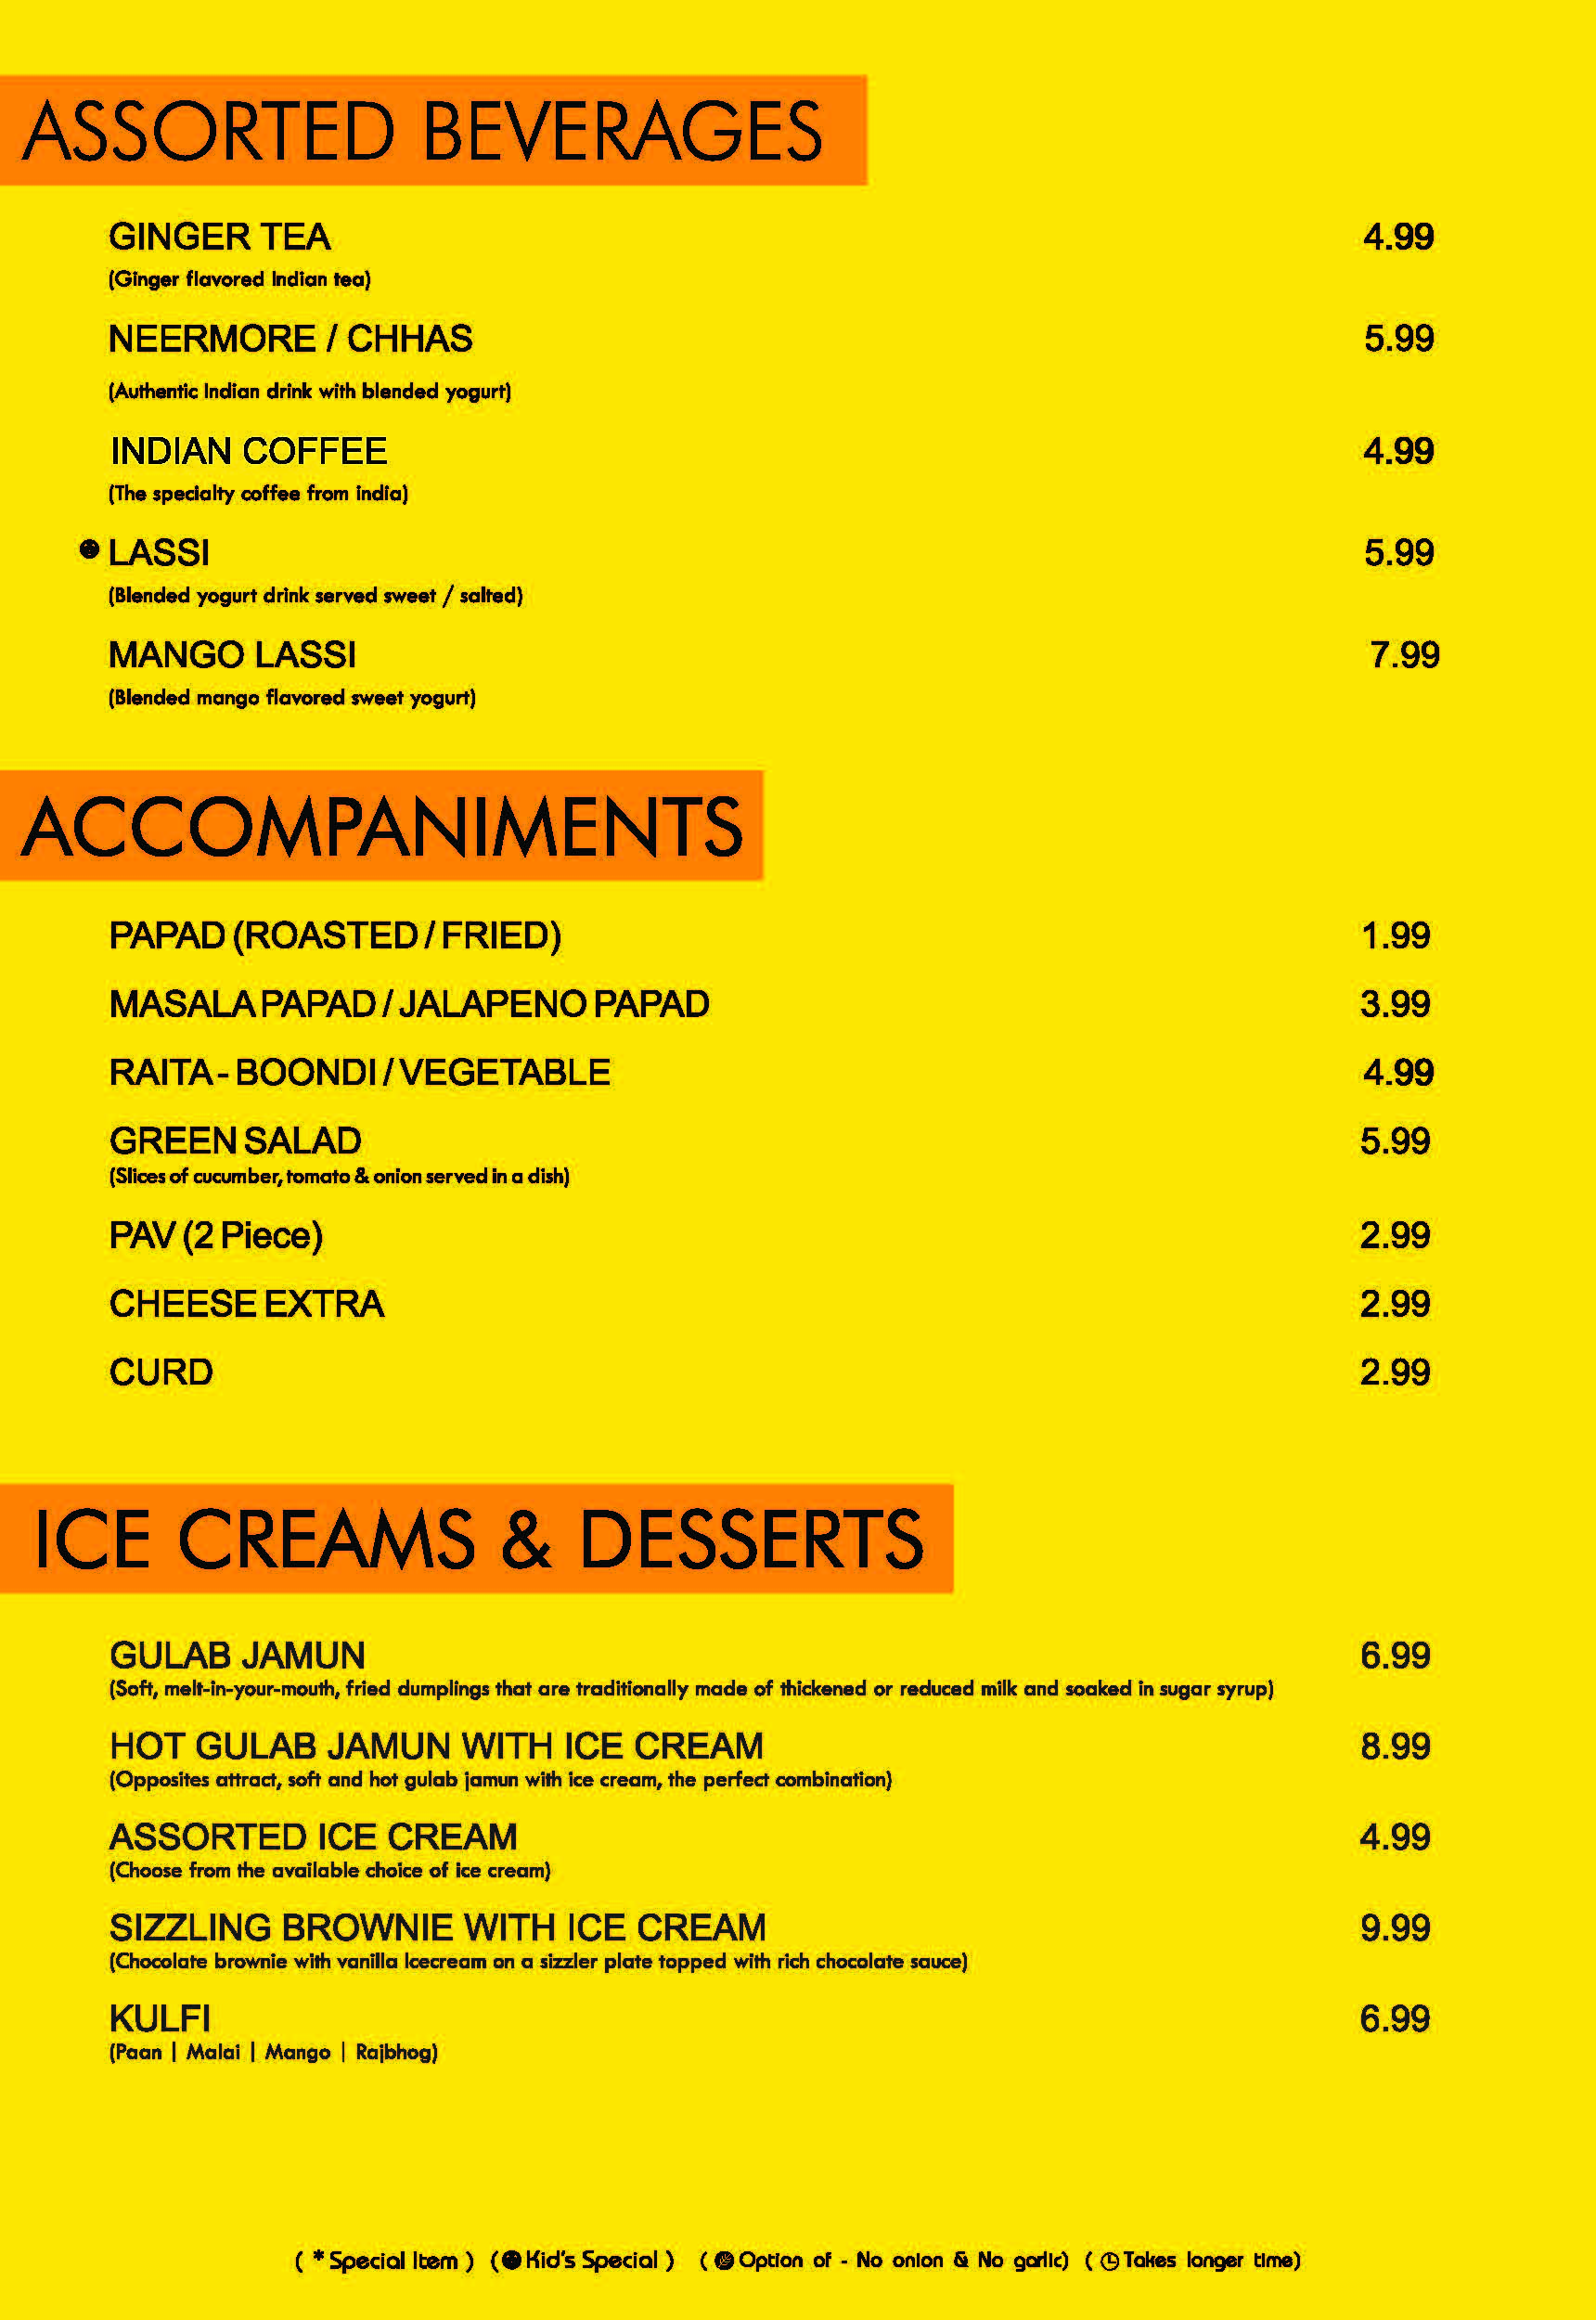 ASSORTED BEVERAGES
GINGER TEA 4.99
(Ginger flavored Indian tea)
NEERMORE / CHHAS 5.99
(Authentic Indian drink with blended yogurt)
INDIAN COFFEE 4.99
(The specialty coffee from india)
LASSI 5.99
(Blended yogurt drink served sweet / salted)
MANGO LASSI 7.99
(Blended mango flavored sweet yogurt)
ACCOMPANIMENTS
PAPAD (ROASTED / FRIED) 1.99
MASALA PAPAD / JALAPENO PAPAD 3.99
RAITA - BOONDI / VEGETABLE 4.99
GREEN SALAD 5.99
(Slices of cucumber, tomato & onion served in a dish)
PAV (2 Piece) 2.99
CHEESE EXTRA 2.99
CURD 2.99
ICE CREAMS & DESSERTS
GULAB JAMUN 6.99
(Soft, melt-in-your-mouth, fried dumplings that are traditionally made of thickened or reduced milk and soaked in sugar syrup)
HOT GULAB JAMUN WITH ICE CREAM 8.99
(Opposites attract, soft and hot gulab jamun with ice cream, the perfect combination)
ASSORTED ICE CREAM 4.99
(Choose from the available choice of ice cream)
SIZZLING BROWNIE WITH ICE CREAM 9.99
(Chocolate brownie with vanilla Icecream on a sizzler plate topped with rich chocolate sauce)
KULFI 6.99
(Paan | Malai | Mango | Rajbhog)
( * Special Item ) ( Kid's Special ) ( Option of - No onion & No garlic) ( Takes longer time)